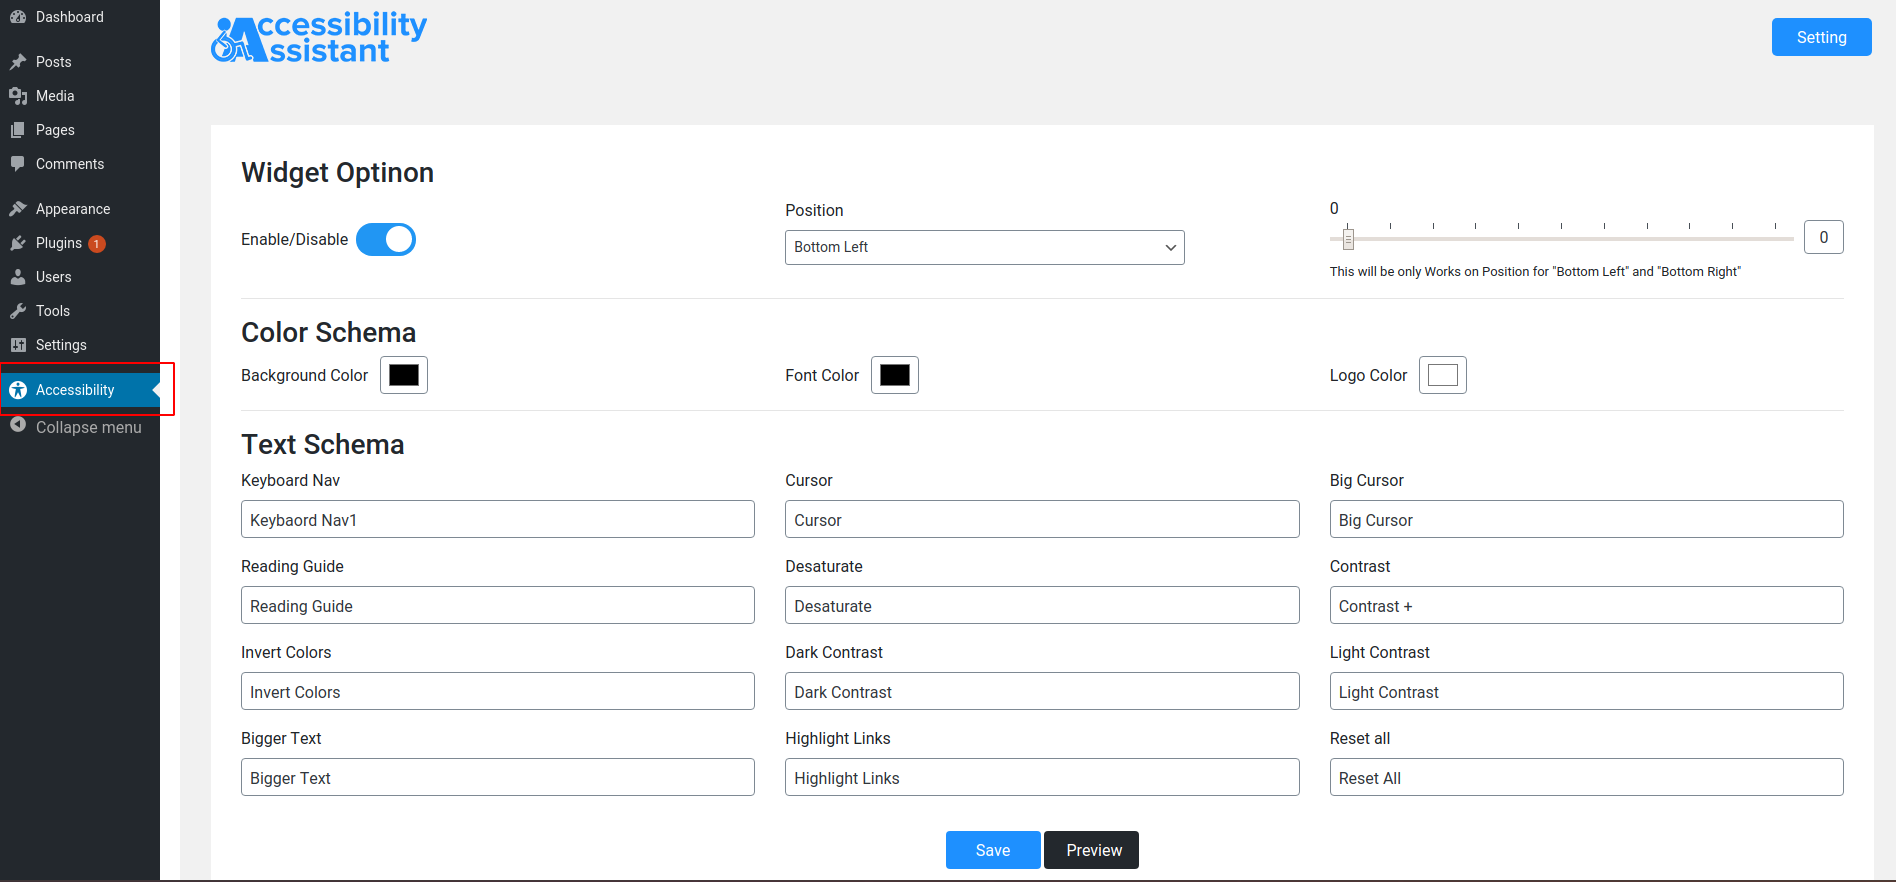 Dashboard
Posts
Media
Pages
Comments
Appearance
Plugins 1
Users
Tools
Settings
Accessibility
Collapse menu
Accessibility
Assistant
Setting
Widget Optinon
Enable/Disable
Position
Bottom Left
0
0
This will be only Works on Position for "Bottom Left" and "Bottom Right"
Color Schema
Background Color
Font Color
Logo Color
Text Schema
Keyboard Nav
Cursor
Big Cursor
Keybaord Nav1
Cursor
Big Cursor
Reading Guide
Desaturate
Contrast
Reading Guide
Desaturate
Contrast +
Invert Colors
Dark Contrast
Light Contrast
Invert Colors
Dark Contrast
Light Contrast
Bigger Text
Highlight Links
Reset all
Bigger Text
Highlight Links
Reset All
Save
Preview